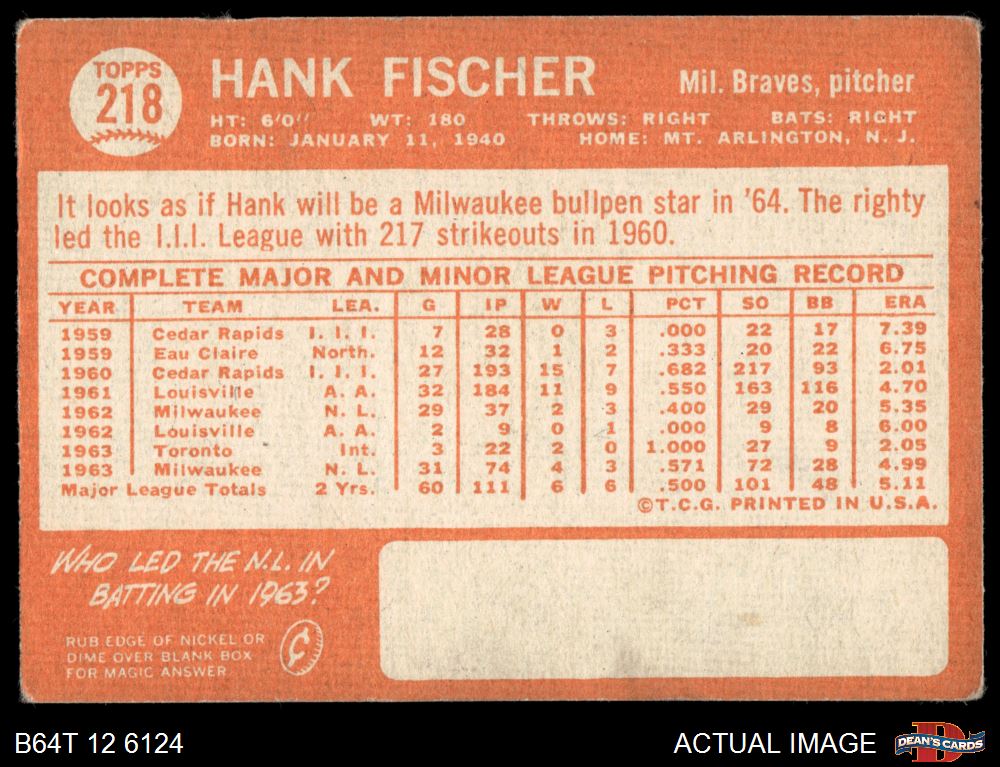 TOPPS
218
HANK FISCHER
Mil. Braves, pitcher
HT: 6'0" WT: 180 THROWS: RIGHT BATS: RIGHT
BORN: JANUARY 11, 1940 HOME: MT. ARLINGTON, N. J.
It looks as if Hank will be a Milwaukee bullpen star in '64. The righty
led the I.I.I. League with 217 strikeouts in 1960.
COMPLETE MAJOR AND MINOR LEAGUE PITCHING RECORD
YEAR TEAM LEA. G IP W L PCT SO BB ERA
1959 Cedar Rapids I. I. I. 7 28 0 3 .000 22 17 7.39
1959 Eau Claire North. 12 32 1 2 .333 20 22 6.75
1960 Cedar Rapids I. I. I. 27 193 15 7 .682 217 93 2.01
1961 Louisville A. A. 32 184 11 9 .550 163 116 4.70
1962 Milwaukee N. L. 29 37 2 3 .400 29 20 5.35
1962 Louisville A. A. 2 9 0 1 .000 9 8 6.00
1963 Toronto Int. 3 22 2 0 1.000 27 9 2.05
1963 Milwaukee N. L. 31 74 4 3 .571 72 28 4.99
Major League Totals 2 Yrs. 60 111 6 6 .500 101 48 5.11
©T.C.G. PRINTED IN U.S.A.
WHO LED THE N.L. IN
BATTING IN 1963?
RUB EDGE OF NICKEL OR
DIME OVER BLANK BOX
FOR MAGIC ANSWER
¢
B64T 12 6124
ACTUAL IMAGE
D
DEAN'S CARDS